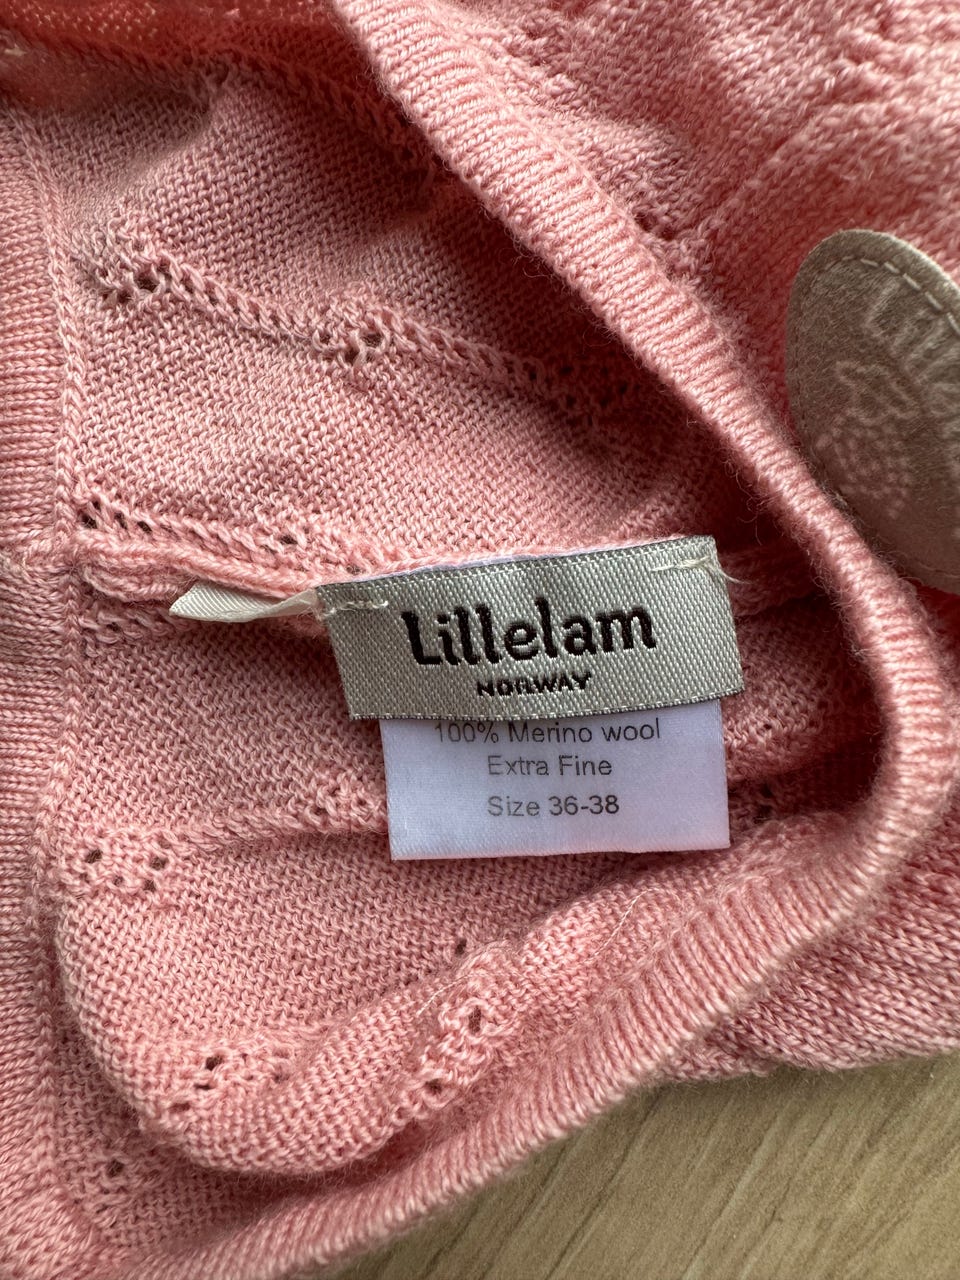 Lillelam
NORWAY
100% Merino wool
Extra Fine
Size 36-38